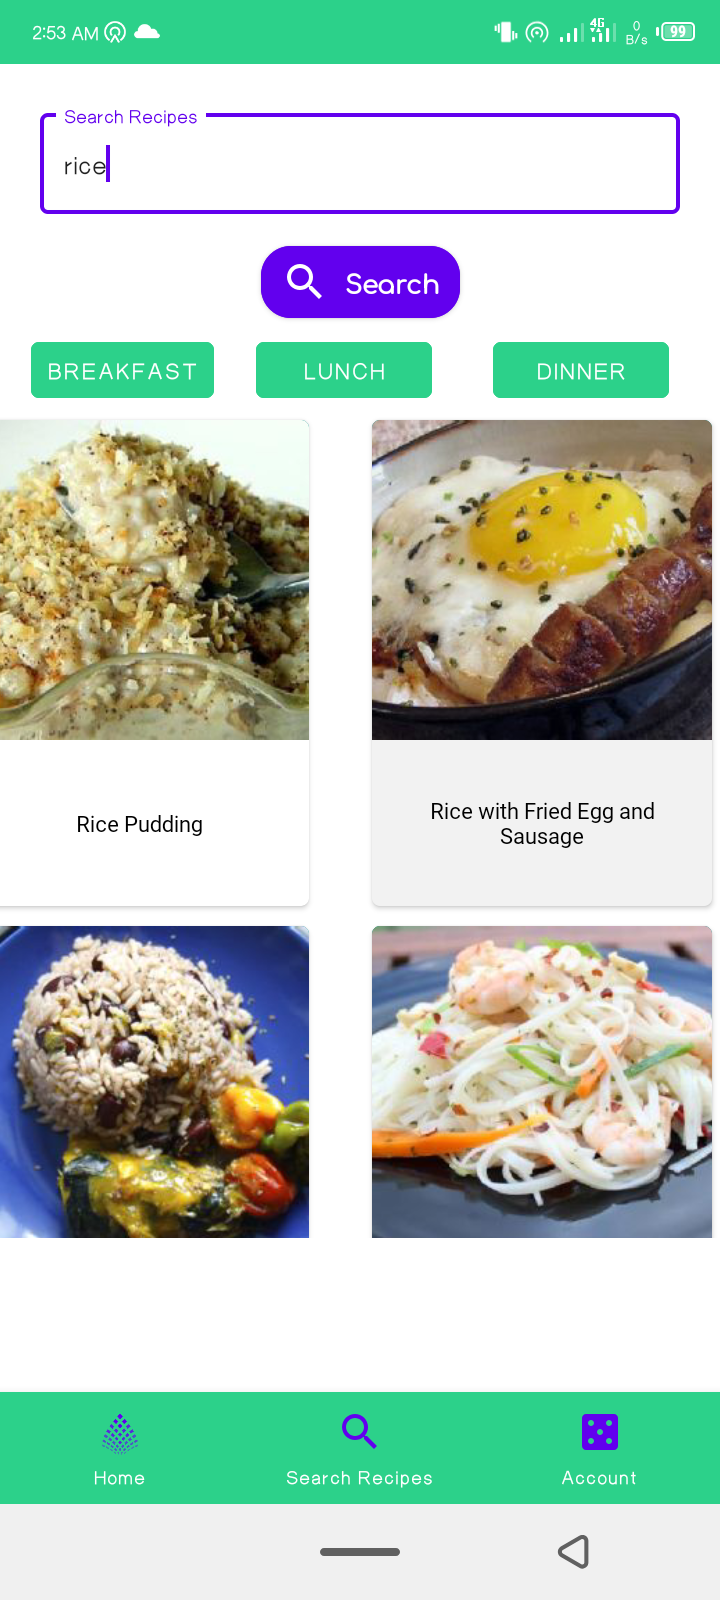 2:53 AM
4G
0
B/s
99
Search Recipes
rice
Search
BREAKFAST
LUNCH
DINNER
Rice Pudding
Rice with Fried Egg and
Sausage
Home
Search Recipes
Account